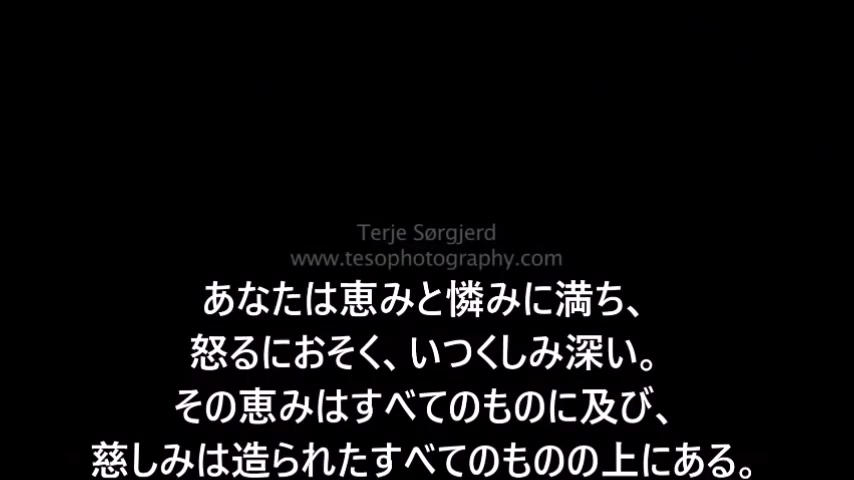 Terje Sørgjerd
www.tesophotography.com
あなたは恵みと憐みに満ち、
怒るにおそく、いつくしみ深い。
その恵みはすべてのものに及び、
慈しみは造られたすべてのものの上にある。